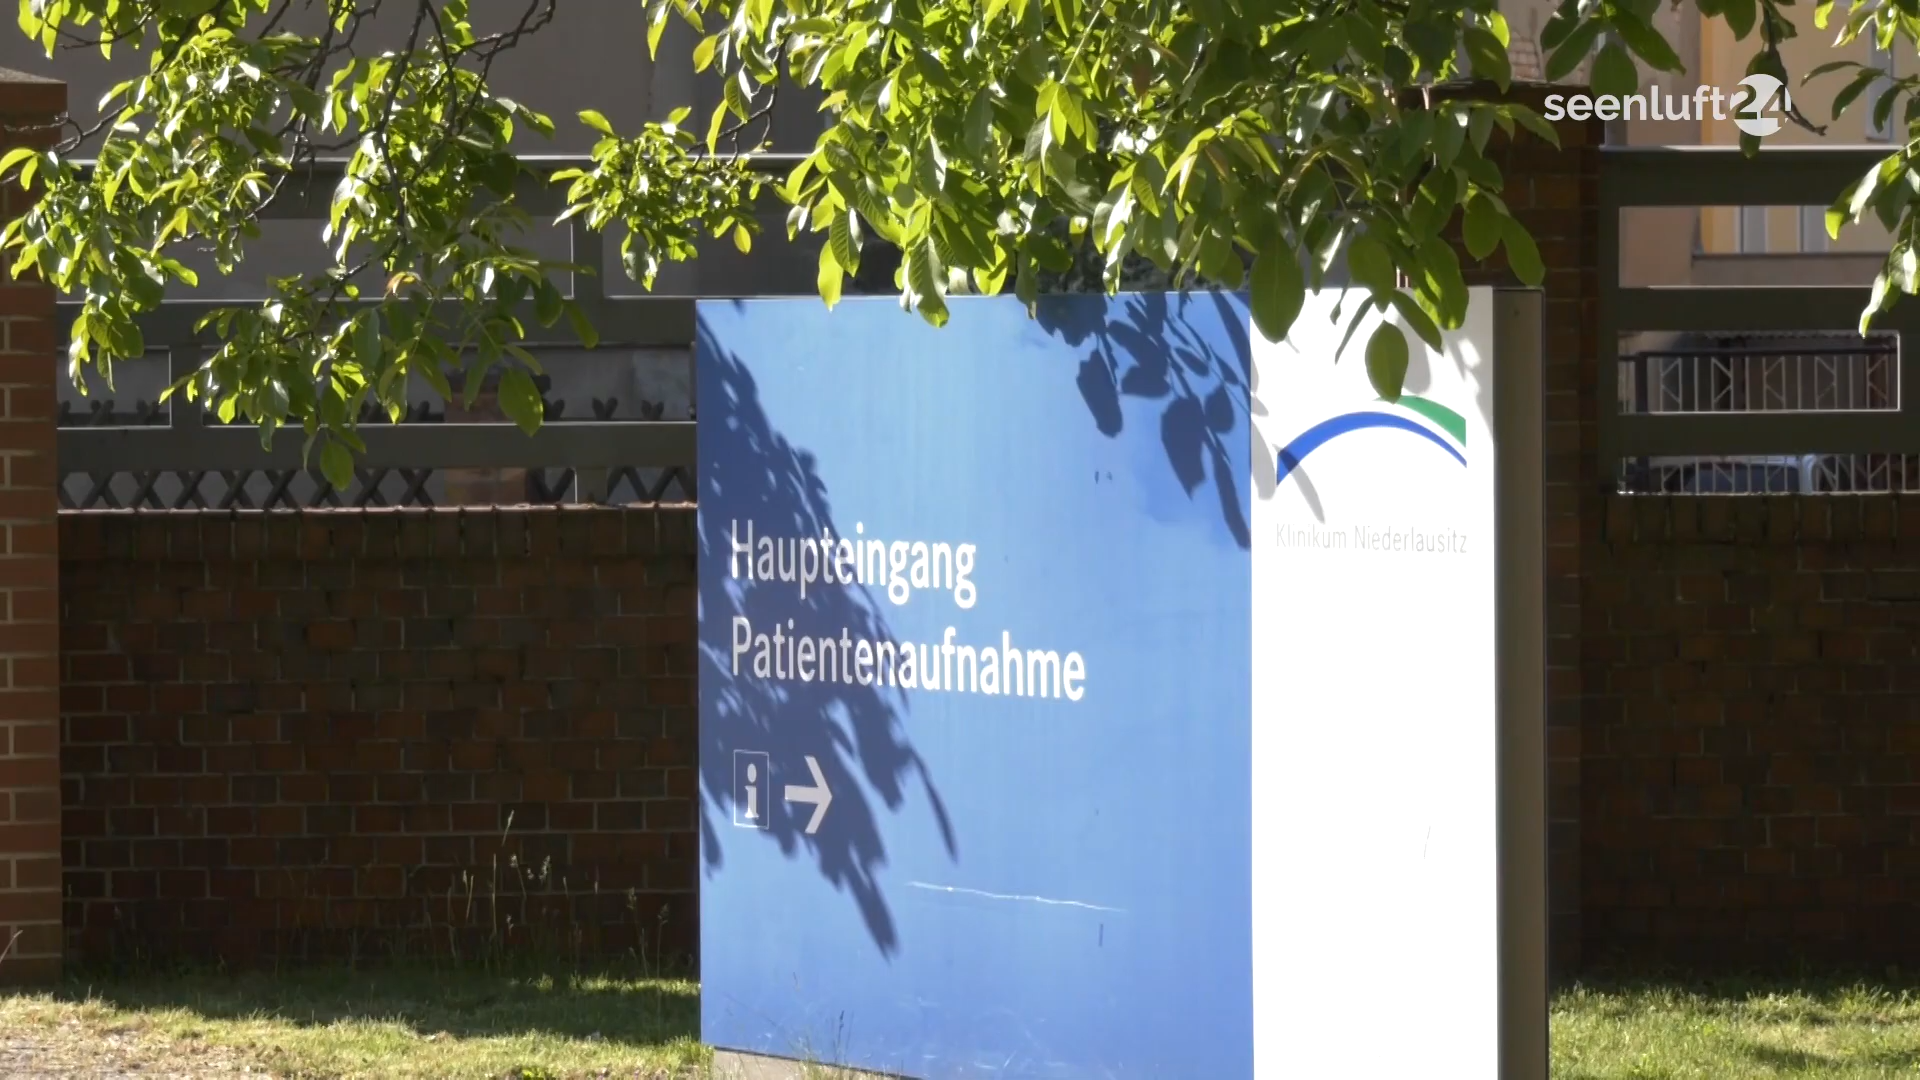 seenluft24
Haupteingang
Patientenaufnahme
i
Klinikum Niederlausitz